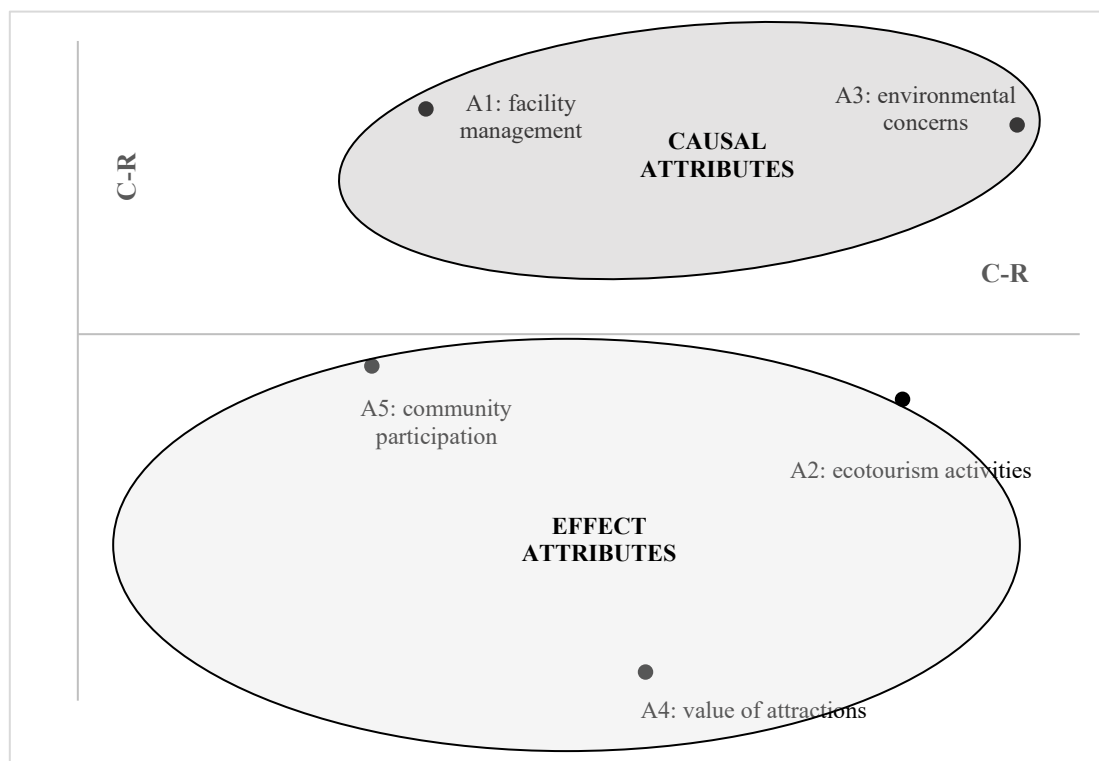 A1: facility
management
A3: environmental
concerns
CAUSAL
ATTRIBUTES
C-R
C-R
A5: community
participation
A2: ecotourism activities
EFFECT
ATTRIBUTES
A4: value of attractions